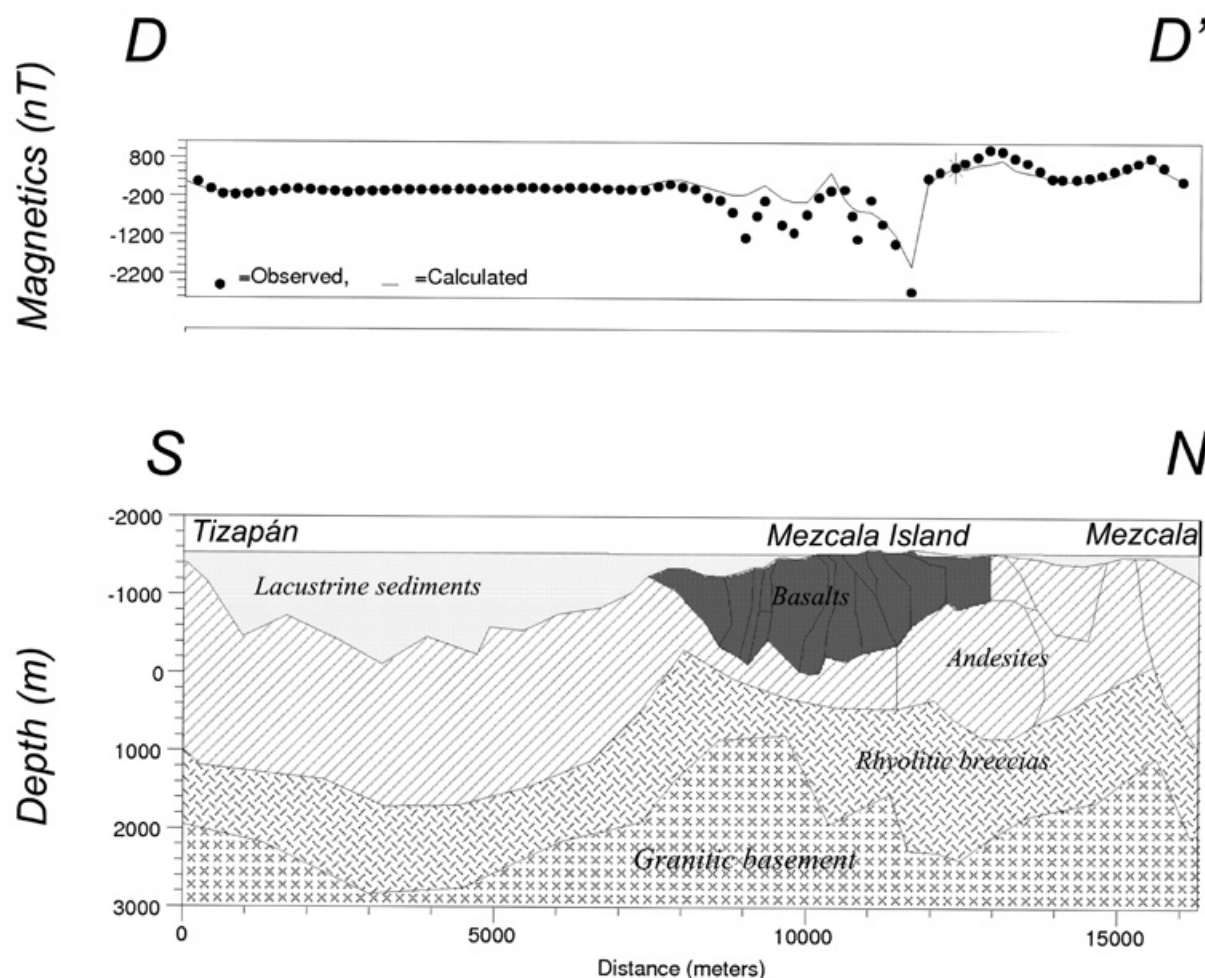 D D’
Magnetics (nT)
800
-200
-1200
-2200
=Observed, =Calculated
S N
Depth (m)
-2000
-1000
0
1000
2000
3000
Tizapán Mezcala Island Mezcala
Lacustrine sediments
Basalts
Andesites
Rhyolitic breccias
Granitic basement
0 5000 10000 15000
Distance (meters)